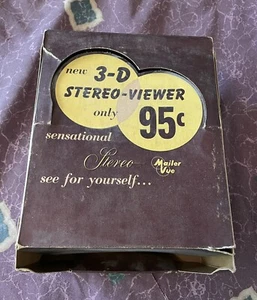 new 3-D
STEREO-VIEWER
only 95¢
sensational
Stereo
Mailer
Vue
see for yourself...